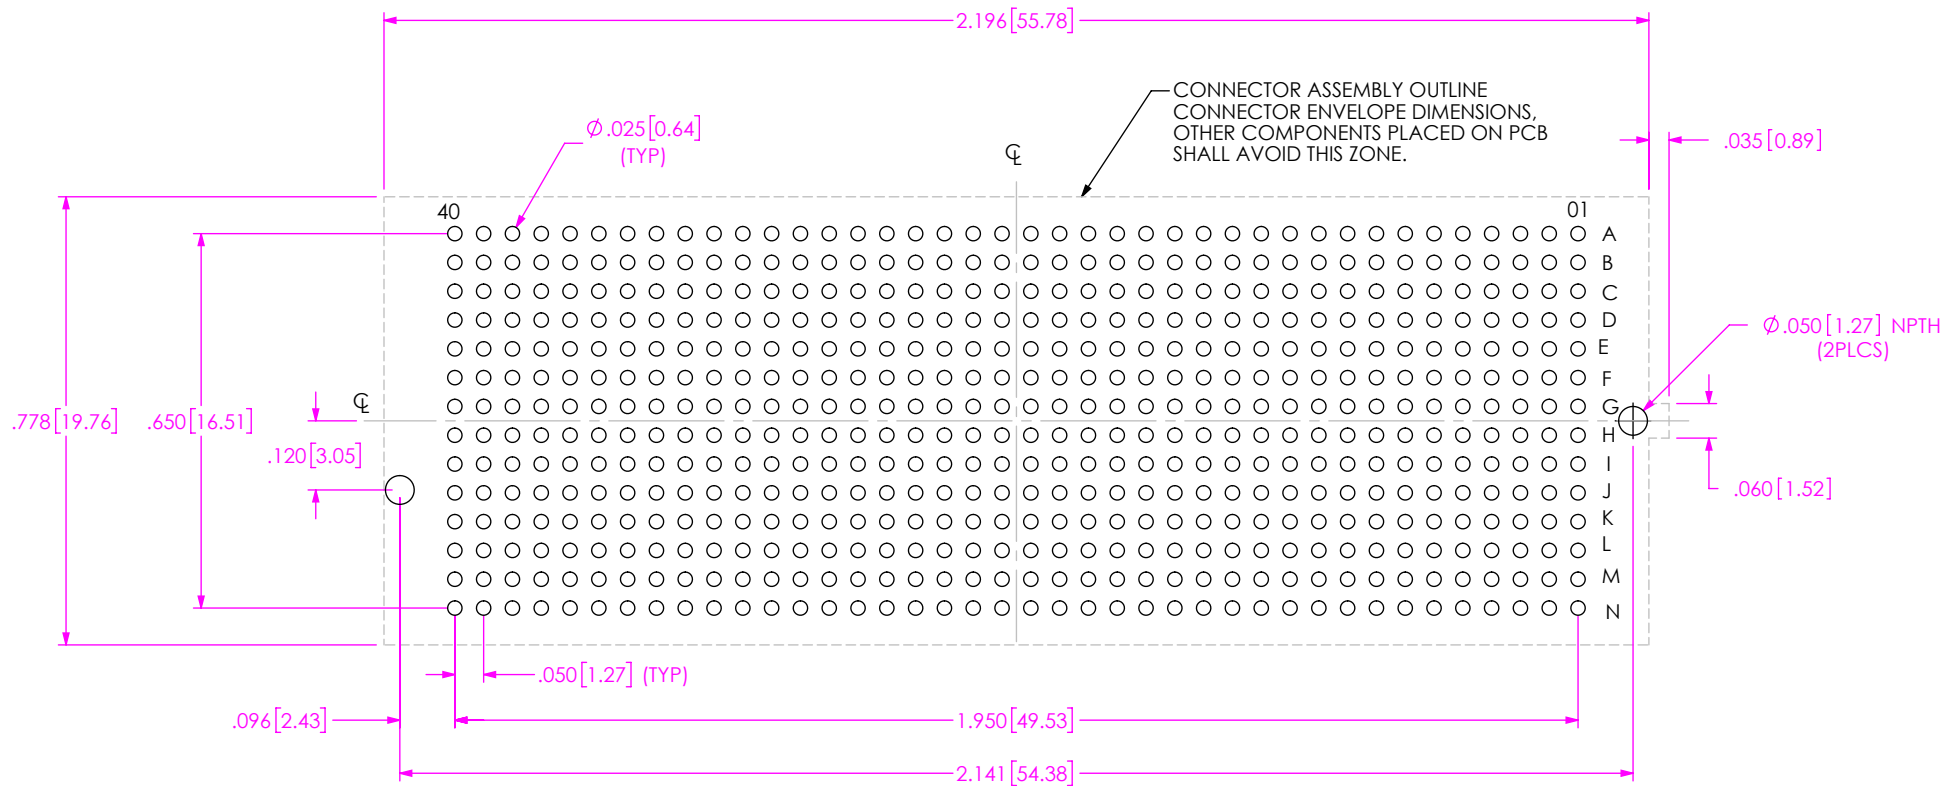 2.196[55.78]
CONNECTOR ASSEMBLY OUTLINE
CONNECTOR ENVELOPE DIMENSIONS,
OTHER COMPONENTS PLACED ON PCB
SHALL AVOID THIS ZONE.
Ø.025[0.64]
(TYP)
℄
.035[0.89]
40
01
A
B
C
D
E
F
G
H
I
J
K
L
M
N
Ø.050[1.27] NPTH
(2PLCS)
℄
.778[19.76]
.650[16.51]
.120[3.05]
.060[1.52]
.050[1.27] (TYP)
.096[2.43]
1.950[49.53]
2.141[54.38]